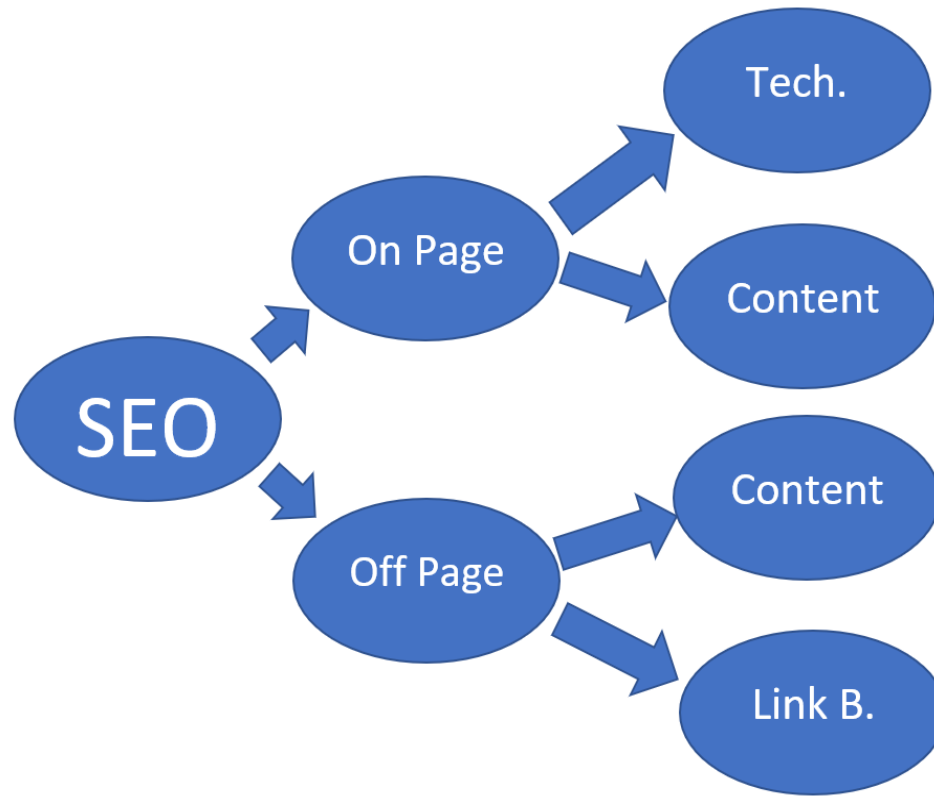 SEO
On Page
Tech.
Content
Off Page
Content
Link B.